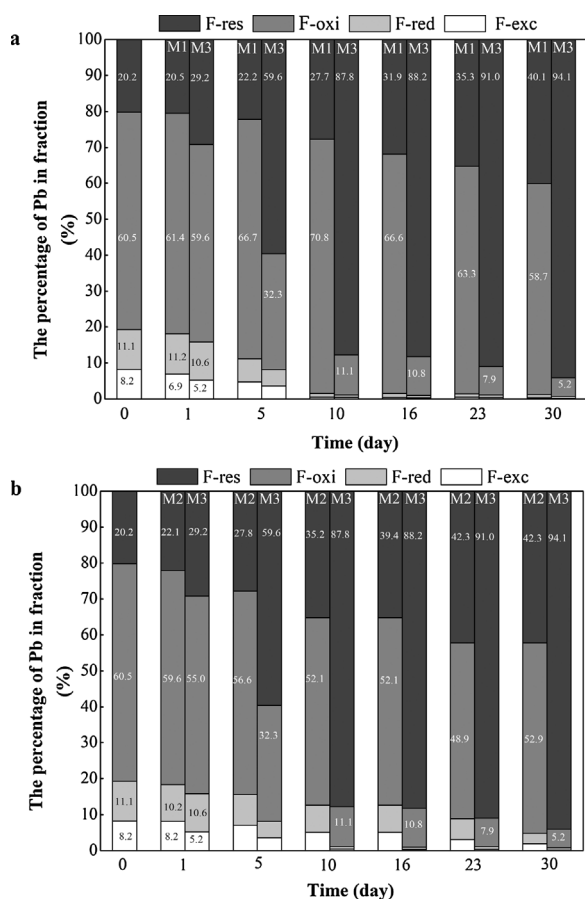 F-res F-oxi F-red F-exc
a
M1 M3 M1 M3 M1 M3 M1 M3 M1 M3 M1 M3
100
20.2 20.5 29.2 22.2 59.6 27.7 87.8 31.9 88.2 35.3 91.0 40.1 94.1
90
80
70
60
60.5 61.4 59.6 66.7 32.3 70.8 11.1 66.6 10.8 63.3 7.9 58.7 5.2
50
40
30
20
11.1 11.2 10.6
10
8.2 6.9 5.2
0
The percentage of Pb in fraction
(%)
0 1 5 10 16 23 30
Time (day)
F-res F-oxi F-red F-exc
b
M2 M3 M2 M3 M2 M3 M2 M3 M2 M3 M2 M3
100
20.2 22.1 29.2 27.8 59.6 35.2 87.8 39.4 88.2 42.3 91.0 42.3 94.1
90
80
70
60
60.5 59.6 55.0 56.6 32.3 52.1 11.1 52.1 10.8 48.9 7.9 52.9 5.2
50
40
30
20
11.1 10.2 10.6
10
8.2 8.2 5.2
0
The percentage of Pb in fraction
(%)
0 1 5 10 16 23 30
Time (day)